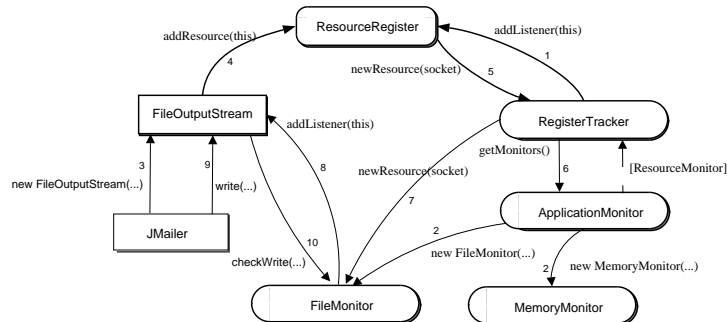 ResourceRegister
addResource(this)
addListener(this)
4
1
newResource(socket)
5
FileOutputStream
RegisterTracker
addListener(this)
getMonitors()
3
9
8
newResource(socket)
6
[ResourceMonitor]
new FileOutputStream(...)
write(...)
7
JMailer
ApplicationMonitor
10
2
checkWrite(...)
new FileMonitor(...)
2
new MemoryMonitor(...)
FileMonitor
MemoryMonitor